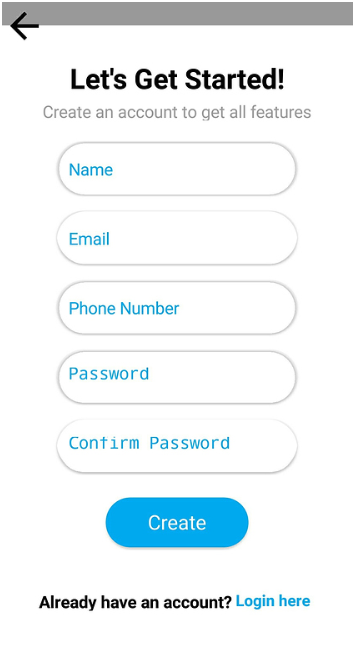 Let's Get Started!
Create an account to get all features
Name
Email
Phone Number
Password
Confirm Password
Create
Already have an account? Login here